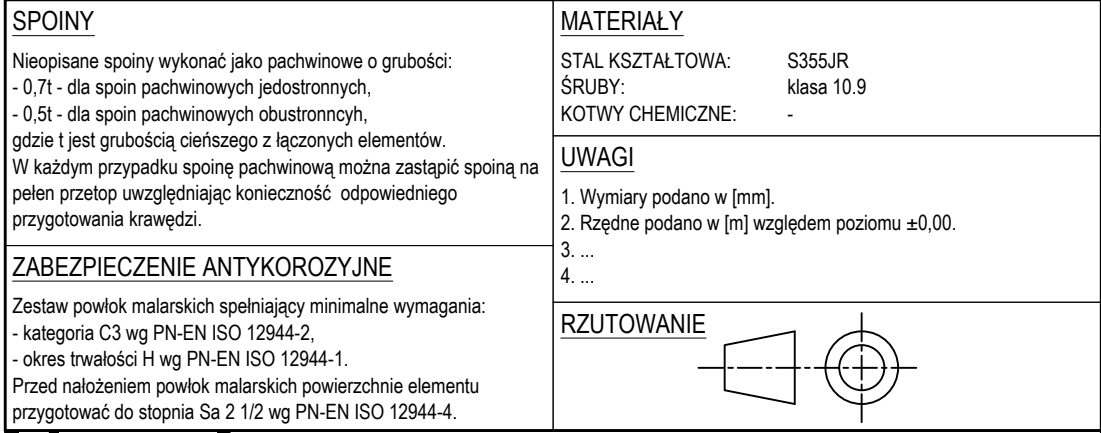 SPOINY
Nieopisane spoiny wykonać jako pachwinowe o grubości:
- 0,7t - dla spoin pachwinowych jedostronnych,
- 0,5t - dla spoin pachwinowych obustronncyh,
gdzie t jest grubością cieńszego z łączonych elementów.
W każdym przypadku spoinę pachwinową można zastąpić spoiną na
pełen przetop uwzględniając konieczność odpowiedniego
przygotowania krawędzi.
ZABEZPIECZENIE ANTYKOROZYJNE
Zestaw powłok malarskich spełniający minimalne wymagania:
- kategoria C3 wg PN-EN ISO 12944-2,
- okres trwałości H wg PN-EN ISO 12944-1.
Przed nałożeniem powłok malarskich powierzchnie elementu
przygotować do stopnia Sa 2 1/2 wg PN-EN ISO 12944-4.
MATERIAŁY
STAL KSZTAŁTOWA: S355JR
ŚRUBY: klasa 10.9
KOTWY CHEMICZNE: -
UWAGI
1. Wymiary podano w [mm].
2. Rzędne podano w [m] względem poziomu ±0,00.
3. ...
4. ...
RZUTOWANIE